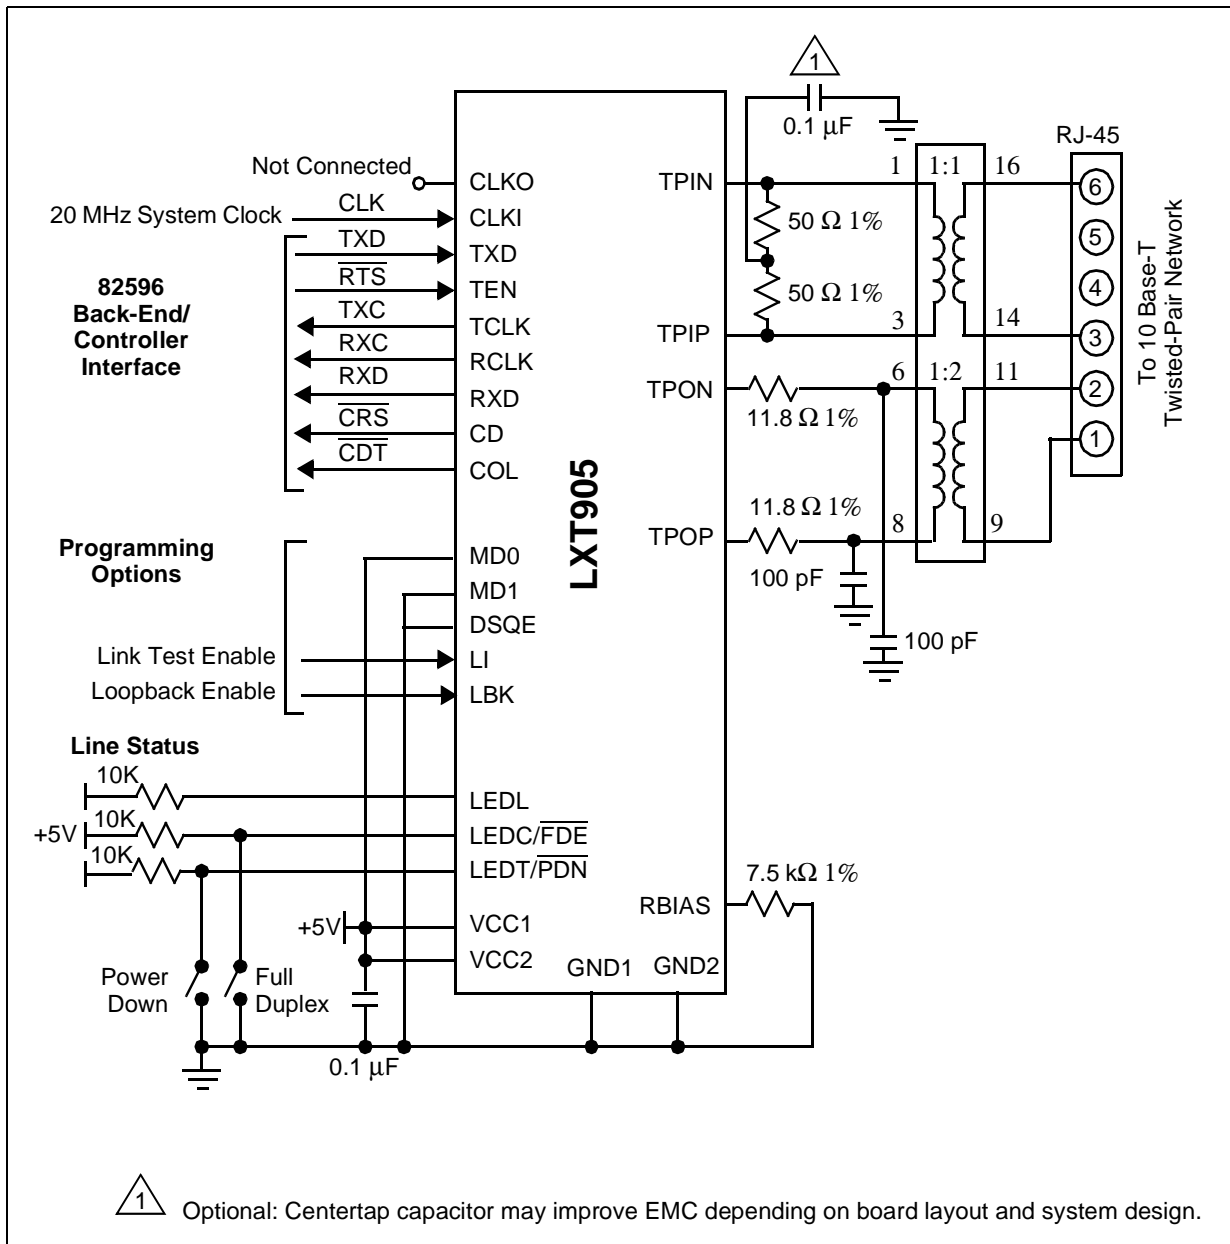 1
0.1 µF
RJ-45
Not Connected
CLKO
TPIN
1
1:1
16
6
20 MHz System Clock
CLK
CLKI
50 Ω 1%
5
TXD
TXD
82596
Back-End/
Controller
Interface
RTS
TEN
50 Ω 1%
4
TXC
TCLK
TPIP
3
14
3
RXC
RCLK
RXD
RXD
TPON
11.8 Ω 1%
6
1:2
11
2
CRS
CD
1
CDT
COL
To 10 Base-T
Twisted-Pair Network
LXT905
11.8 Ω 1%
TPOP
8
9
100 pF
100 pF
Programming
Options
MD0
MD1
DSQE
Link Test Enable
LI
Loopback Enable
LBK
Line Status
10K
LEDL
+5V
10K
LEDC/FDE
10K
LEDT/PDN
7.5 kΩ 1%
RBIAS
+5V
VCC1
VCC2
GND1
GND2
Power
Down
Full
Duplex
0.1 µF
1
Optional: Centertap capacitor may improve EMC depending on board layout and system design.